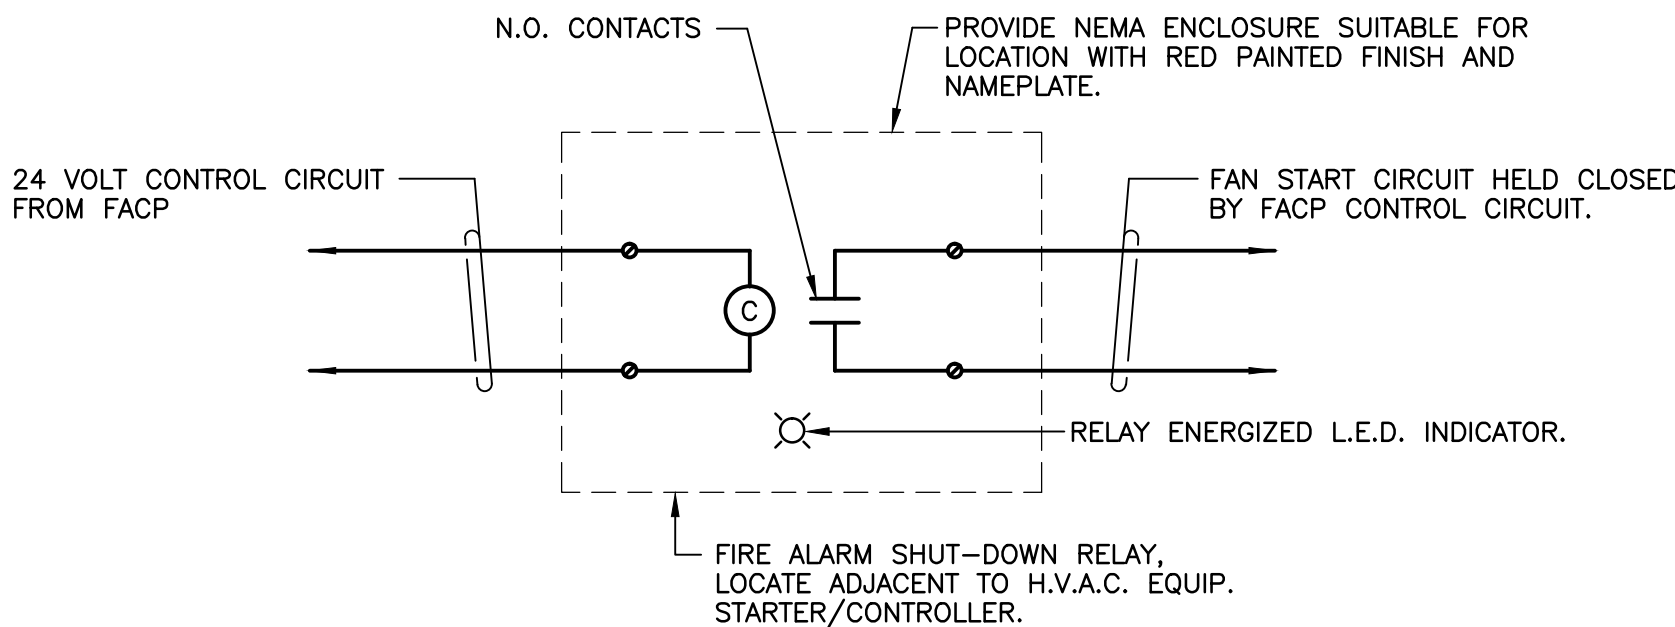 N.O. CONTACTS
PROVIDE NEMA ENCLOSURE SUITABLE FOR
LOCATION WITH RED PAINTED FINISH AND
NAMEPLATE.
24 VOLT CONTROL CIRCUIT
FROM FACP
FAN START CIRCUIT HELD CLOSED
BY FACP CONTROL CIRCUIT.
C
RELAY ENERGIZED L.E.D. INDICATOR.
FIRE ALARM SHUT-DOWN RELAY,
LOCATE ADJACENT TO H.V.A.C. EQUIP.
STARTER/CONTROLLER.